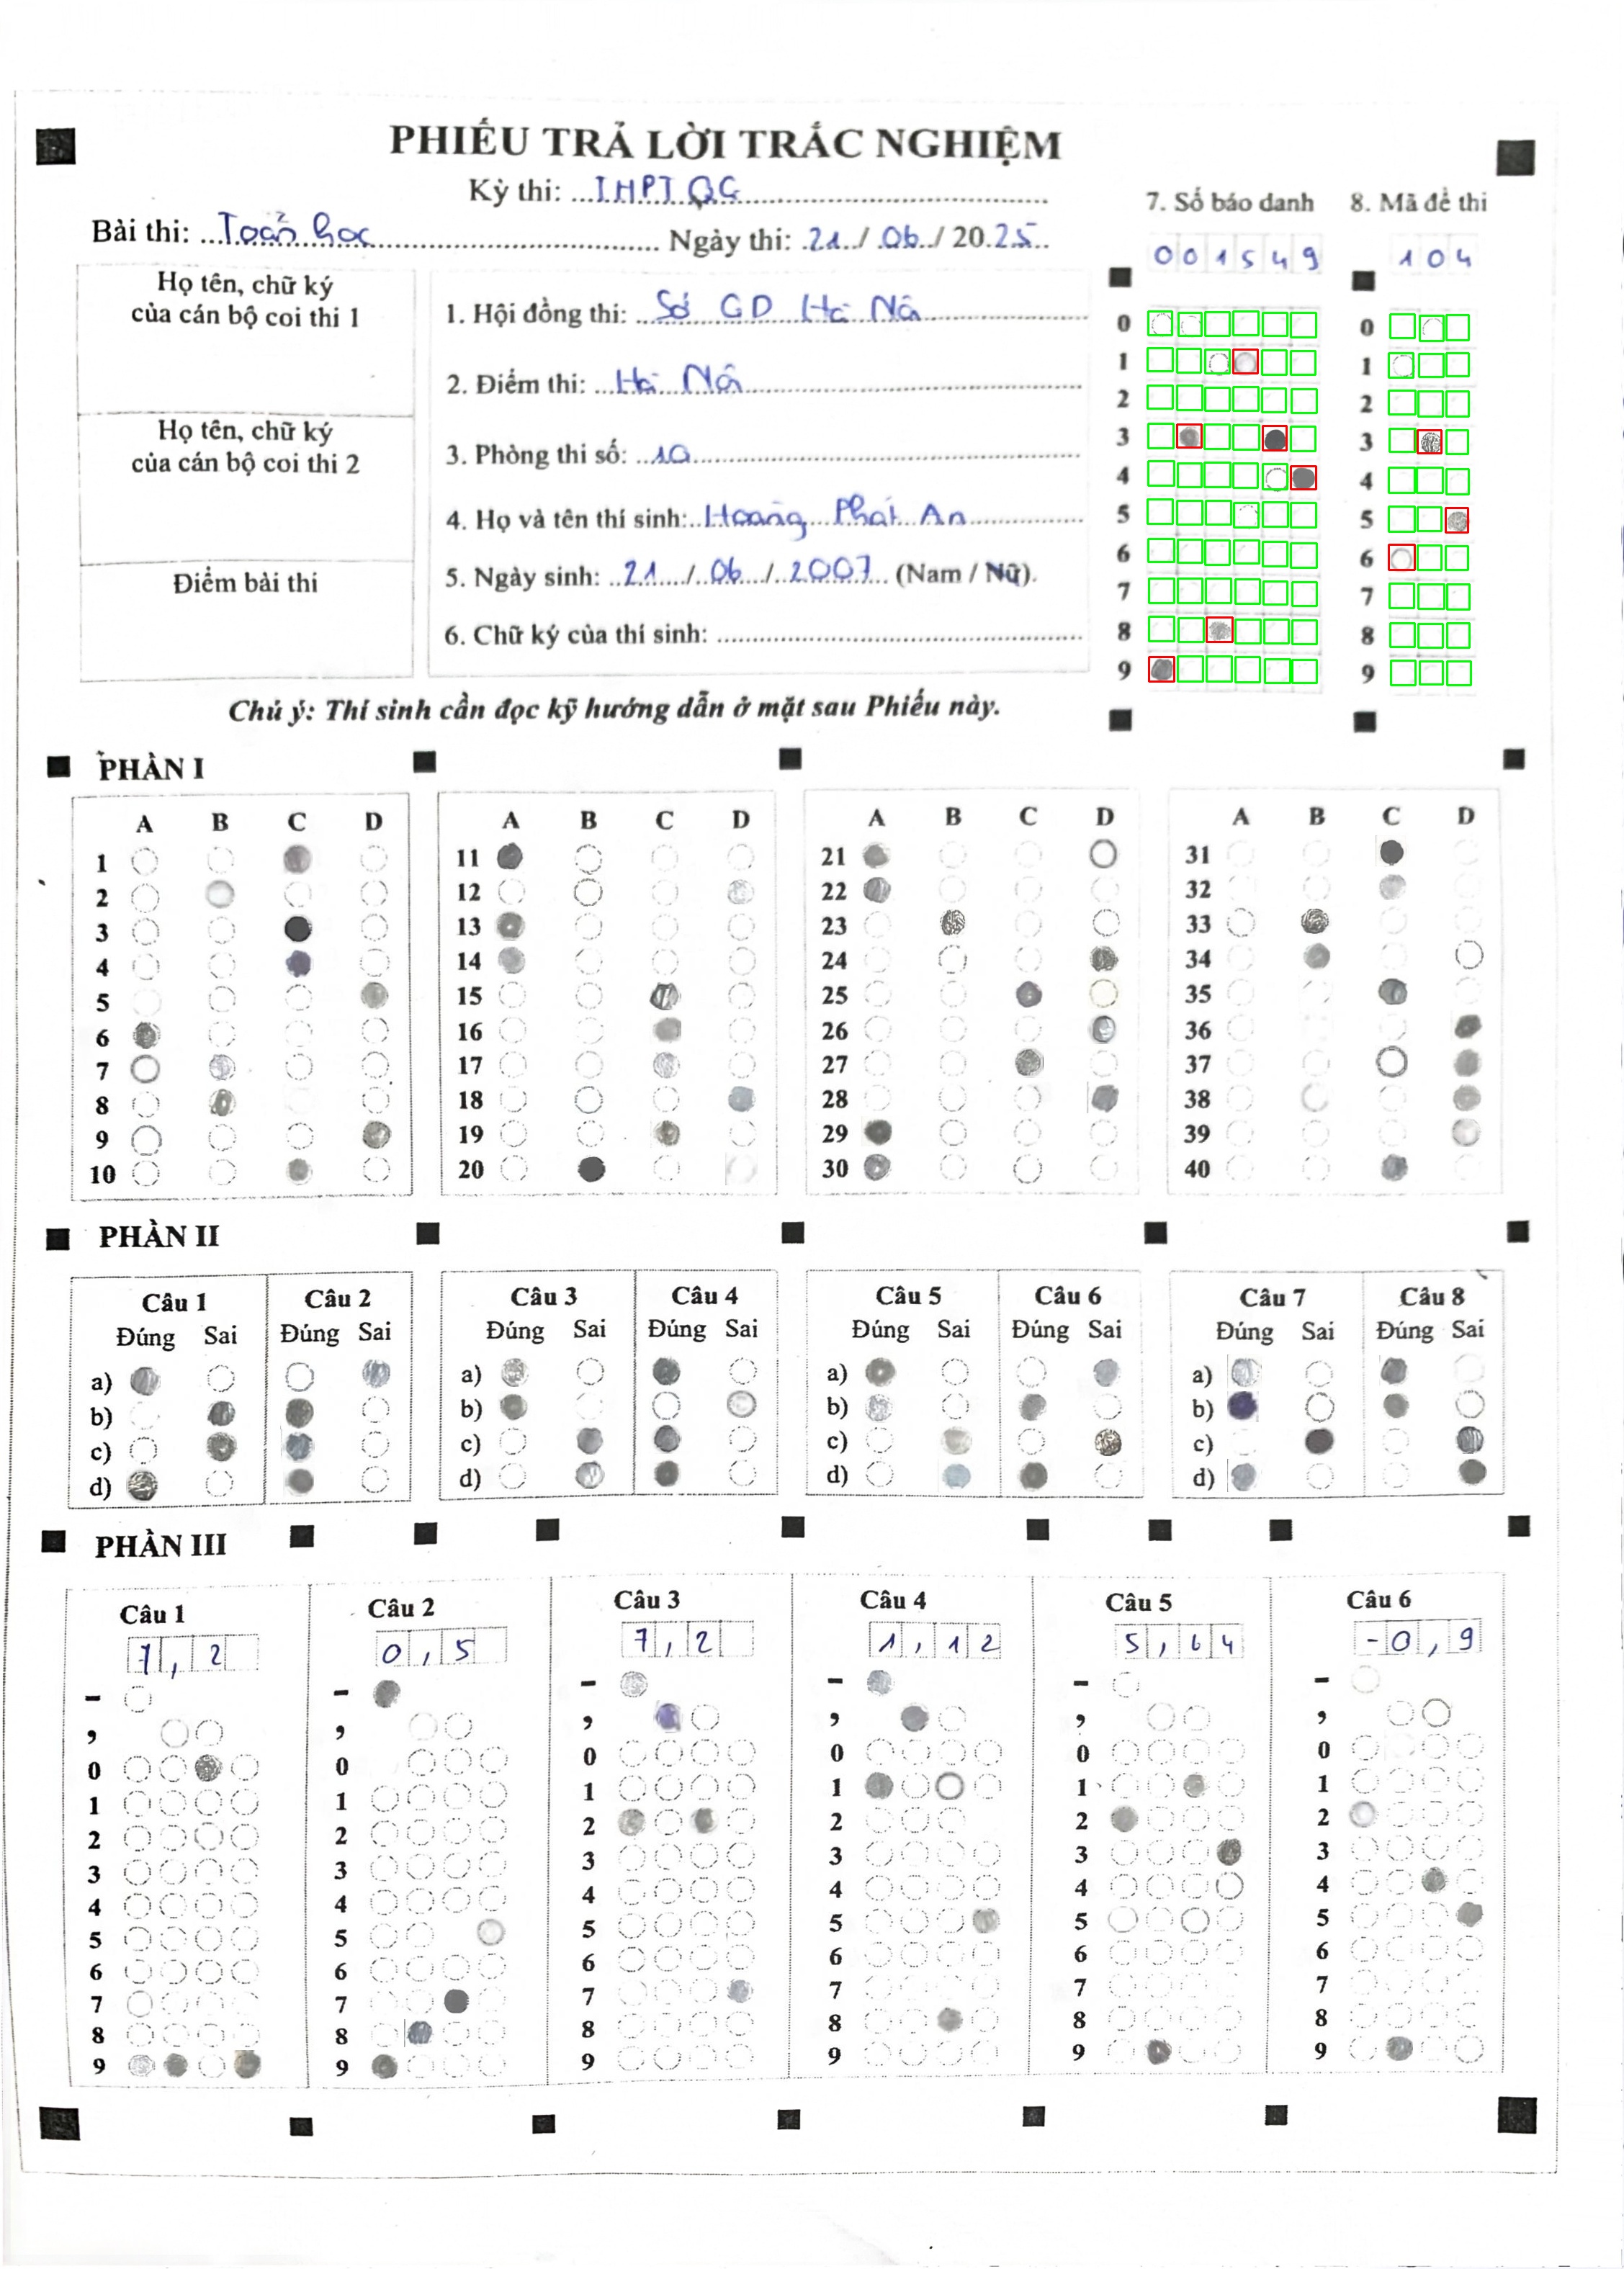 PHIẾU TRẢ LỜI TRẮC NGHIỆM
Kỳ thi: THPT QG
Bài thi: Toán học Ngày thi: 21 / 06 / 2025
7. Số báo danh 8. Mã đề thi
001549 104
Họ tên, chữ ký
của cán bộ coi thi 1
Họ tên, chữ ký
của cán bộ coi thi 2
Điểm bài thi
1. Hội đồng thi: Sở GD Hà Nội
2. Điểm thi: Hà Nội
3. Phòng thi số: 10
4. Họ và tên thí sinh: Hoàng Phát An
5. Ngày sinh: 21 / 06 / 2007 (Nam / Nữ).
6. Chữ ký của thí sinh:
0 0
1 1
2 2
3 3
4 4
5 5
6 6
7 7
8 8
9 9
Chú ý: Thí sinh cần đọc kỹ hướng dẫn ở mặt sau Phiếu này.
PHẦN I
A B C D A B C D A B C D A B C D
1 11 21 31
2 12 22 32
3 13 23 33
4 14 24 34
5 15 25 35
6 16 26 36
7 17 27 37
8 18 28 38
9 19 29 39
10 20 30 40
PHẦN II
Câu 1 Câu 2 Câu 3 Câu 4 Câu 5 Câu 6 Câu 7 Câu 8
Đúng Sai Đúng Sai Đúng Sai Đúng Sai Đúng Sai Đúng Sai Đúng Sai Đúng Sai
a) a) a) a)
b) b) b) b)
c) c) c) c)
d) d) d) d)
PHẦN III
Câu 1 Câu 2 Câu 3 Câu 4 Câu 5 Câu 6
7,2 0,5 7,2 1,12 5,64 -0,9
- - - - - -
, , , , , ,
0 0 0 0 0 0
1 1 1 1 1 1
2 2 2 2 2 2
3 3 3 3 3 3
4 4 4 4 4 4
5 5 5 5 5 5
6 6 6 6 6 6
7 7 7 7 7 7
8 8 8 8 8 8
9 9 9 9 9 9